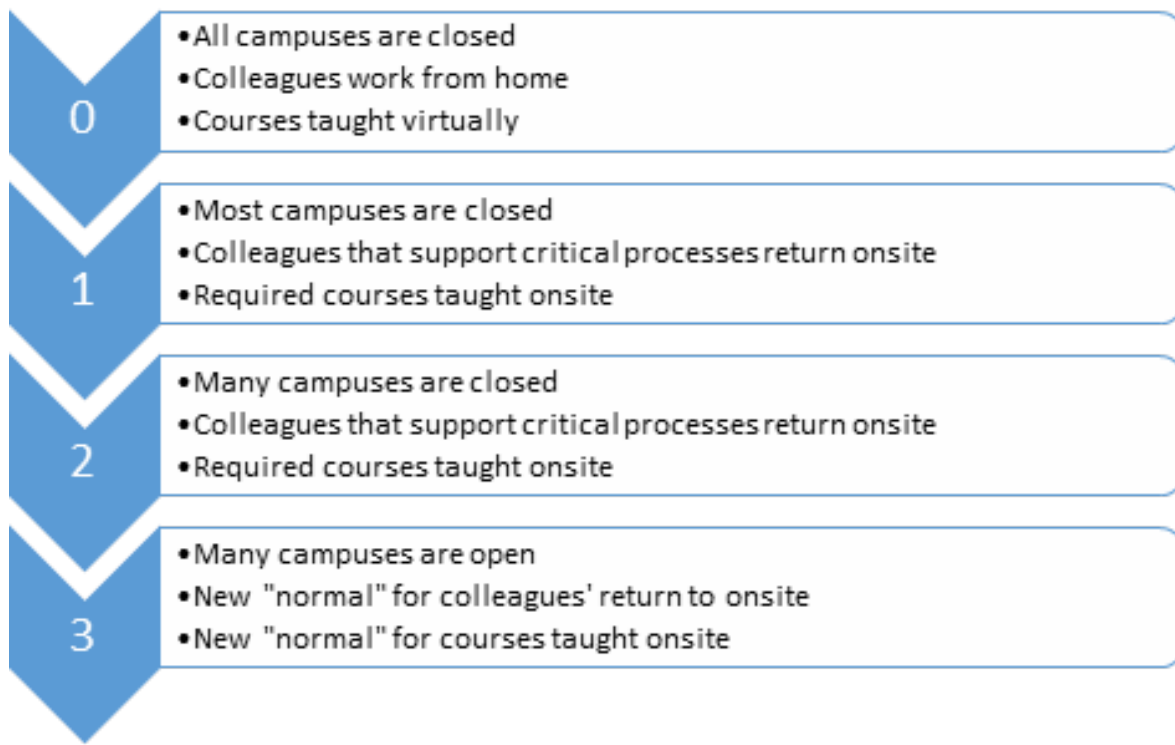 0
•All campuses are closed
•Colleagues work from home
•Courses taught virtually
1
•Most campuses are closed
•Colleagues that support critical processes return onsite
•Required courses taught onsite
2
•Many campuses are closed
•Colleagues that support critical processes return onsite
•Required courses taught onsite
3
•Many campuses are open
•New "normal" for colleagues' return to onsite
•New "normal" for courses taught onsite